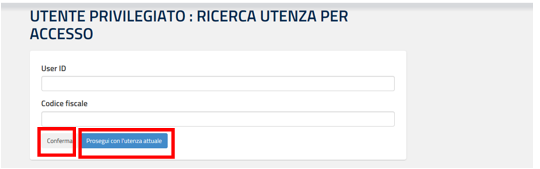 UTENTE PRIVILEGIATO : RICERCA UTENZA PER
ACCESSO
User ID
Codice fiscale
Conferma
Prosegui con l'utenza attuale